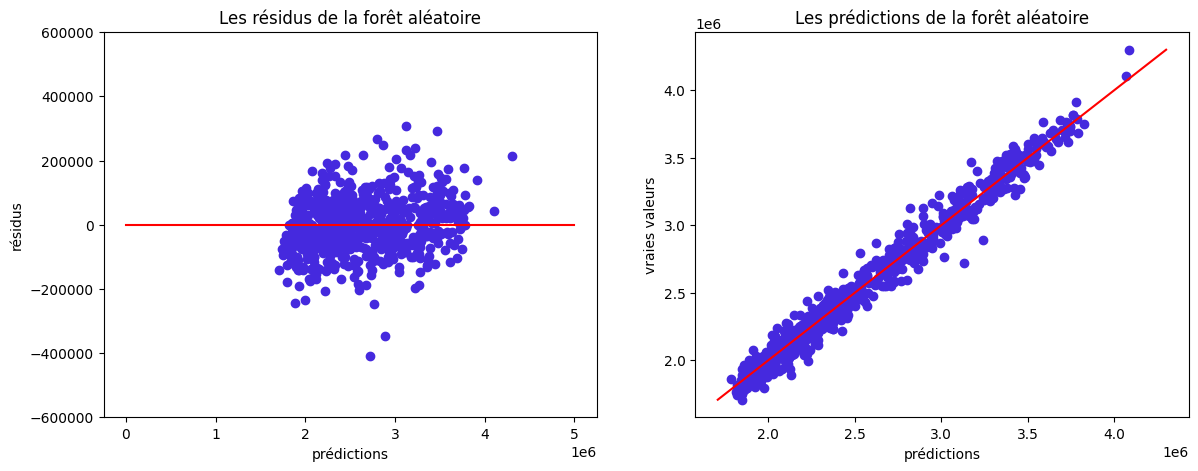 Les résidus de la forêt aléatoire
600000
400000
200000
0
−200000
−400000
−600000
résidus
0 1 2 3 4 5
1e6
prédictions
Les prédictions de la forêt aléatoire
1e6
4.0
3.5
3.0
2.5
2.0
vraies valeurs
2.0 2.5 3.0 3.5 4.0
1e6
prédictions